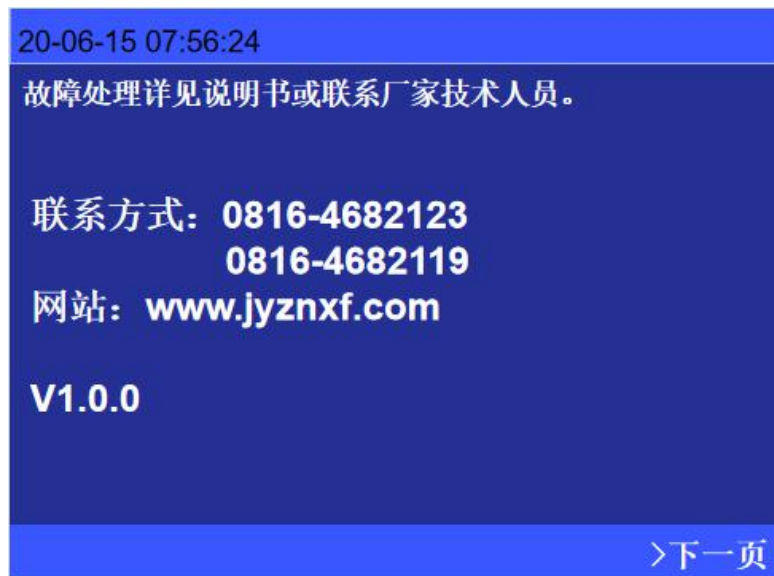 20-06-15 07:56:24
故障处理详见说明书或联系厂家技术人员。
联系方式：0816-4682123
0816-4682119
网站：www.jyznxf.com
V1.0.0
>下一页